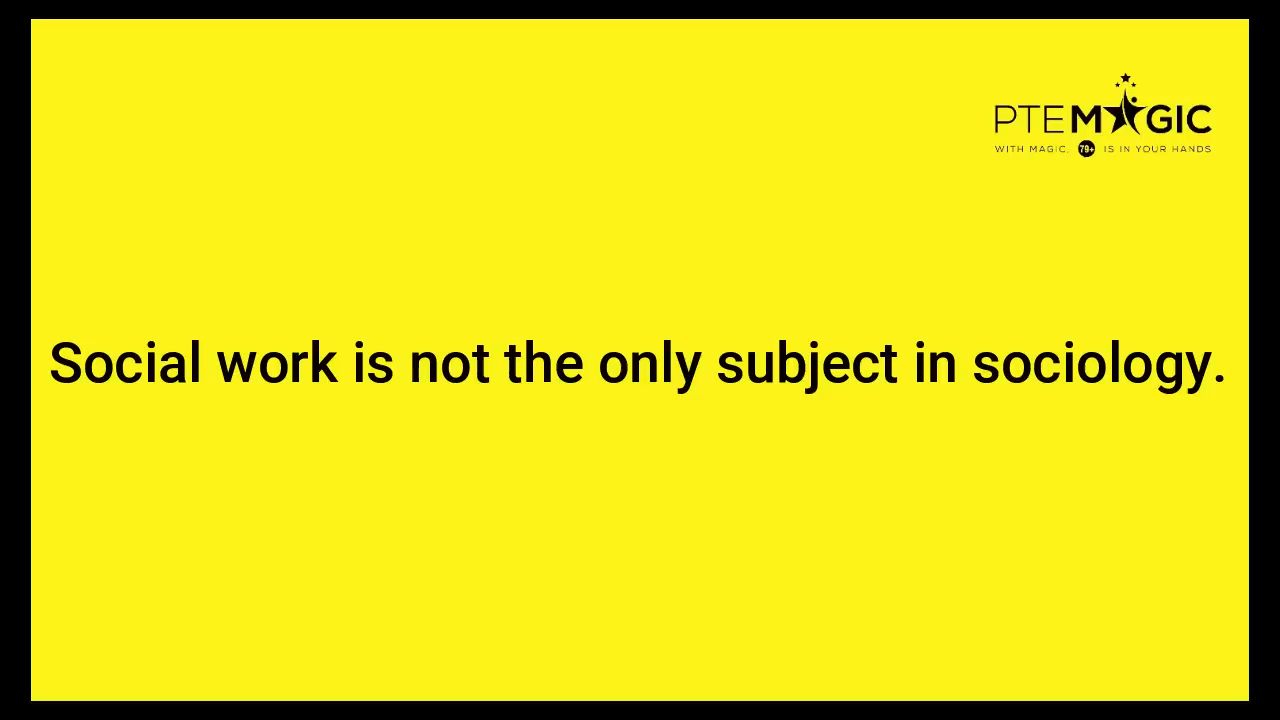 PTEMAGIC
WITH MAGIC, 79+ IS IN YOUR HANDS
Social work is not the only subject in sociology.